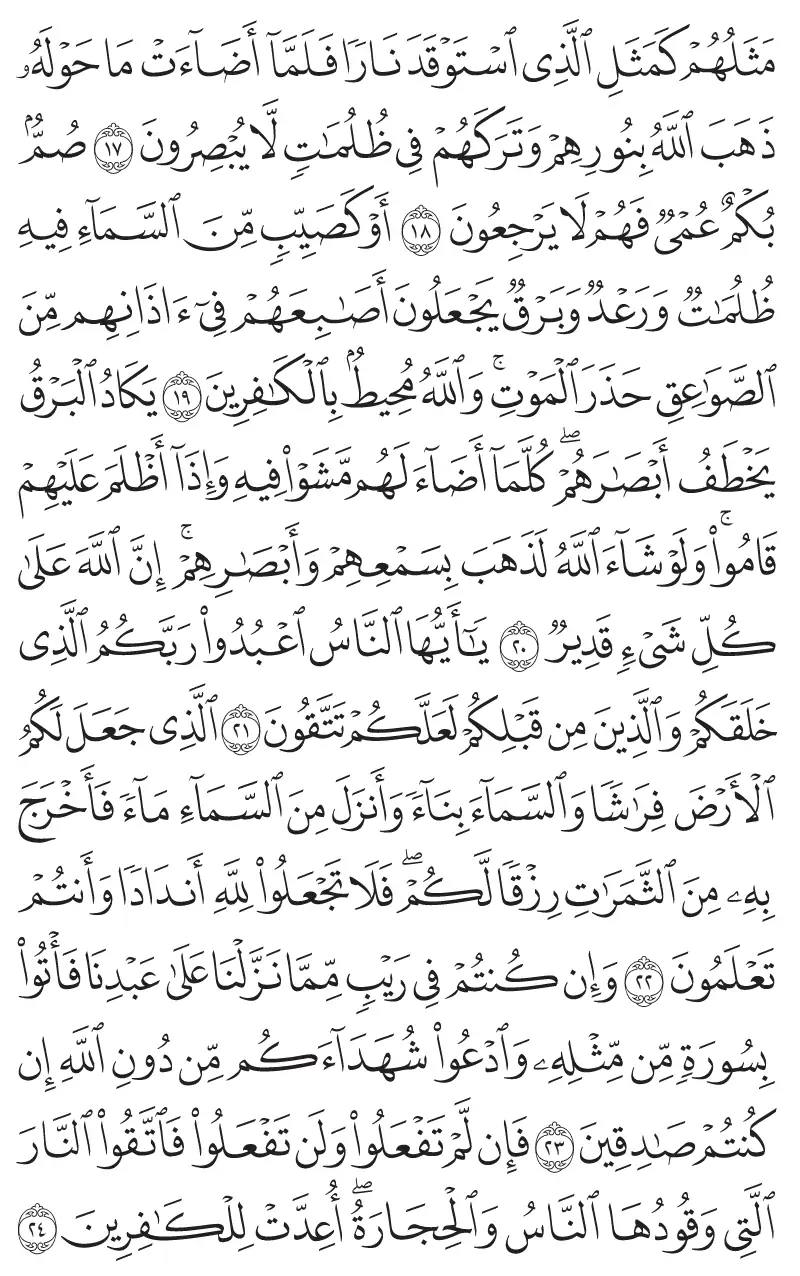 مَثَلُهُمْ كَمَثَلِ ٱلَّذِى ٱسْتَوْقَدَ نَارًا فَلَمَّآ أَضَآءَتْ مَا حَوْلَهُۥ
ذَهَبَ ٱللَّهُ بِنُورِهِمْ وَتَرَكَهُمْ فِى ظُلُمَٰتٍ لَّا يُبْصِرُونَ ١٧ صُمٌّۢ
بُكْمٌ عُمْىٌ فَهُمْ لَا يَرْجِعُونَ ١٨ أَوْ كَصَيِّبٍ مِّنَ ٱلسَّمَآءِ فِيهِ
ظُلُمَٰتٌ وَرَعْدٌ وَبَرْقٌ يَجْعَلُونَ أَصَٰبِعَهُمْ فِىٓ ءَاذَانِهِم مِّنَ
ٱلصَّوَٰعِقِ حَذَرَ ٱلْمَوْتِ ۚ وَٱللَّهُ مُحِيطٌۢ بِٱلْكَٰفِرِينَ ١٩ يَكَادُ ٱلْبَرْقُ
يَخْطَفُ أَبْصَٰرَهُمْ ۖ كُلَّمَآ أَضَآءَ لَهُم مَّشَوْا۟ فِيهِ وَإِذَآ أَظْلَمَ عَلَيْهِمْ
قَامُوا۟ ۚ وَلَوْ شَآءَ ٱللَّهُ لَذَهَبَ بِسَمْعِهِمْ وَأَبْصَٰرِهِمْ ۚ إِنَّ ٱللَّهَ عَلَىٰ
كُلِّ شَىْءٍ قَدِيرٌ ٢٠ يَٰٓأَيُّهَا ٱلنَّاسُ ٱعْبُدُوا۟ رَبَّكُمُ ٱلَّذِى
خَلَقَكُمْ وَٱلَّذِينَ مِن قَبْلِكُمْ لَعَلَّكُمْ تَتَّقُونَ ٢١ ٱلَّذِى جَعَلَ لَكُمُ
ٱلْأَرْضَ فِرَٰشًا وَٱلسَّمَآءَ بِنَآءً وَأَنزَلَ مِنَ ٱلسَّمَآءِ مَآءً فَأَخْرَجَ
بِهِۦ مِنَ ٱلثَّمَرَٰتِ رِزْقًا لَّكُمْ ۖ فَلَا تَجْعَلُوا۟ لِلَّهِ أَندَادًا وَأَنتُمْ
تَعْلَمُونَ ٢٢ وَإِن كُنتُمْ فِى رَيْبٍ مِّمَّا نَزَّلْنَا عَلَىٰ عَبْدِنَا فَأْتُوا۟
بِسُورَةٍ مِّن مِّثْلِهِۦ وَٱدْعُوا۟ شُهَدَآءَكُم مِّن دُونِ ٱللَّهِ إِن
كُنتُمْ صَٰدِقِينَ ٢٣ فَإِن لَّمْ تَفْعَلُوا۟ وَلَن تَفْعَلُوا۟ فَٱتَّقُوا۟ ٱلنَّارَ
ٱلَّتِى وَقُودُهَا ٱلنَّاسُ وَٱلْحِجَارَةُ ۖ أُعِدَّتْ لِلْكَٰفِرِينَ ٢٤